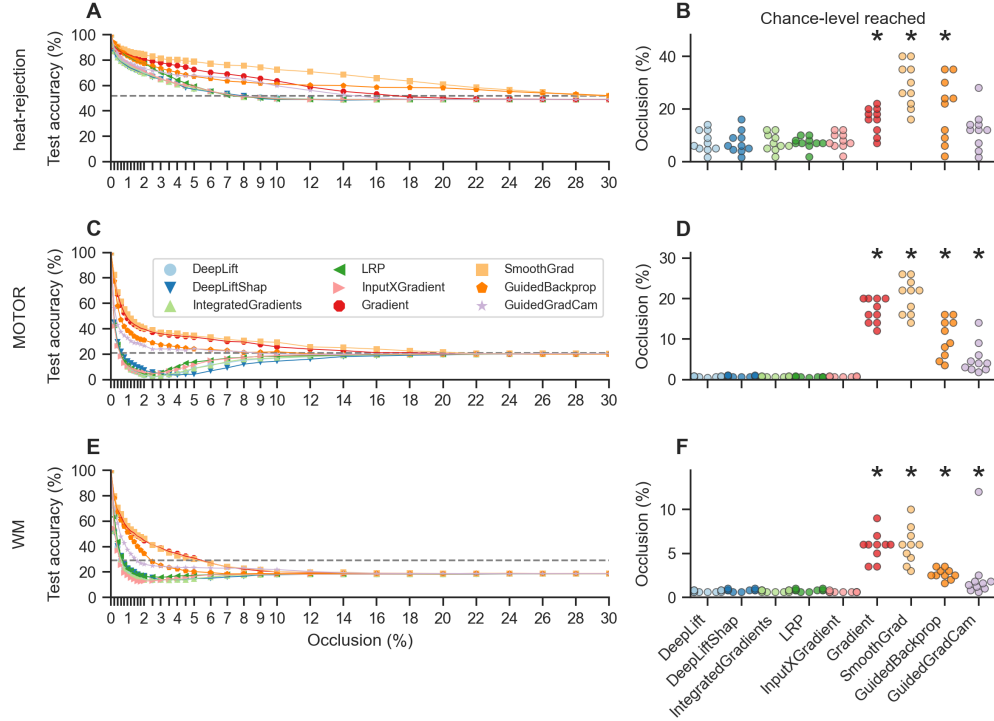 A
heat-rejection
Test accuracy (%)
100
80
60
40
20
0
0 1 2 3 4 5 6 7 8 9 10 12 14 16 18 20 22 24 26 28 30
B
Chance-level reached
* * *
Occlusion (%)
40
20
0
C
MOTOR
Test accuracy (%)
100
80
60
40
20
0
DeepLift LRP SmoothGrad
DeepLiftShap InputXGradient GuidedBackprop
IntegratedGradients Gradient GuidedGradCam
0 1 2 3 4 5 6 7 8 9 10 12 14 16 18 20 22 24 26 28 30
D
* * * *
Occlusion (%)
30
20
10
0
E
WM
Test accuracy (%)
100
80
60
40
20
0
0 1 2 3 4 5 6 7 8 9 10 12 14 16 18 20 22 24 26 28 30
Occlusion (%)
F
* * * *
Occlusion (%)
10
5
0
DeepLift
DeepLiftShap
IntegratedGradients
LRP
InputXGradient
Gradient
SmoothGrad
GuidedBackprop
GuidedGradCam